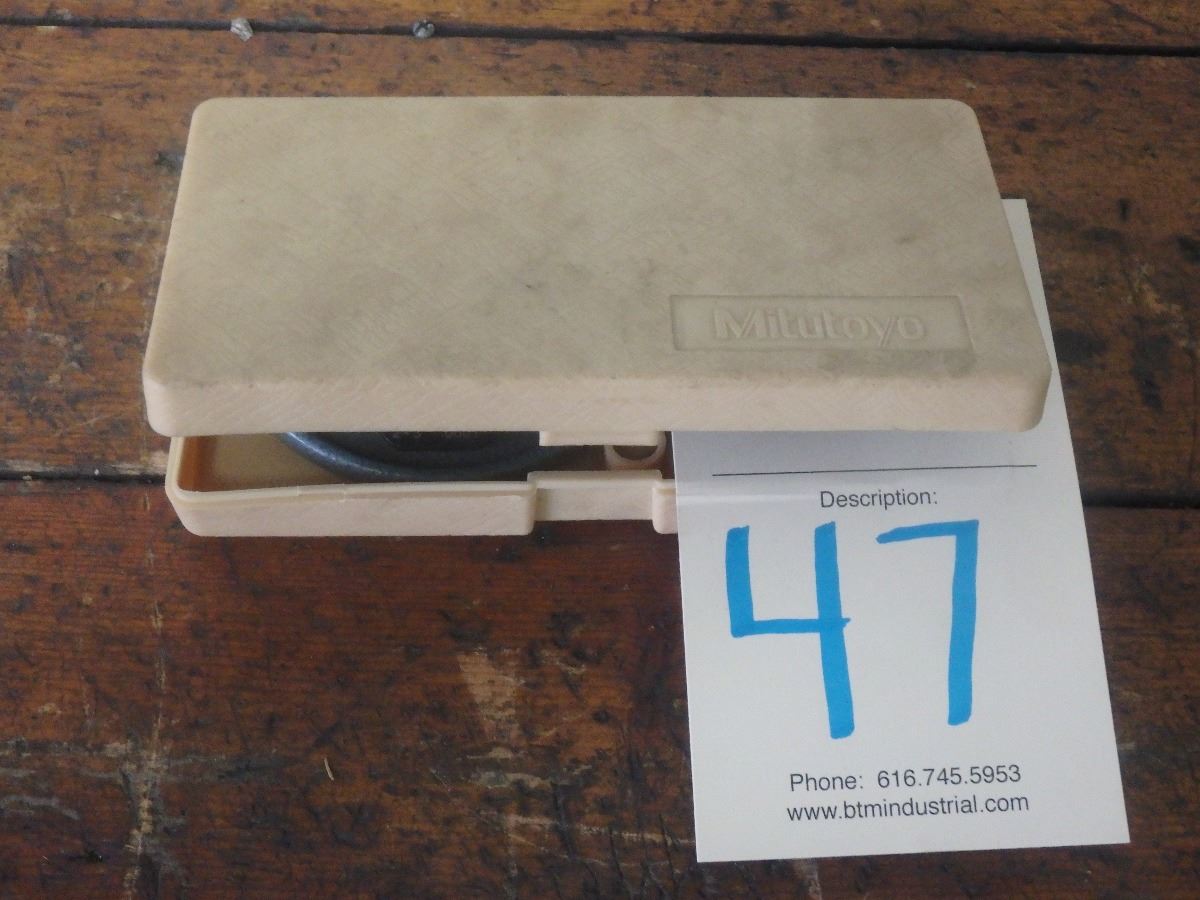 Mitutoyo
Description:
47
Phone: 616.745.5953
www.btmindustrial.com